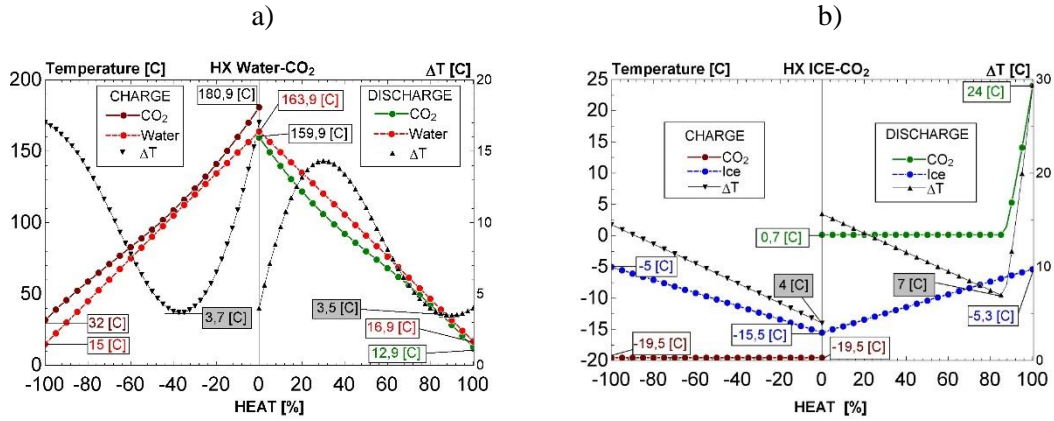 a)
Temperature [C] HX Water-CO₂ ΔT [C]
200
150
100
50
0
20
15
10
5
0
CHARGE
CO₂
Water
ΔT
180,9 [C]
163,9 [C]
159,9 [C]
DISCHARGE
CO₂
Water
ΔT
32 [C]
15 [C]
3,7 [C]
3,5 [C]
16,9 [C]
12,9 [C]
-100 -80 -60 -40 -20 0 20 40 60 80 100
HEAT [%]
b)
Temperature [C] HX ICE-CO₂ ΔT [C]
25
20
15
10
5
0
-5
-10
-15
-20
30
20
10
0
24 [C]
CHARGE
CO₂
Ice
ΔT
DISCHARGE
CO₂
Ice
ΔT
0,7 [C]
-5 [C]
4 [C]
7 [C]
-5,3 [C]
-15,5 [C]
-19,5 [C]
-19,5 [C]
-100 -80 -60 -40 -20 0 20 40 60 80 100
HEAT [%]